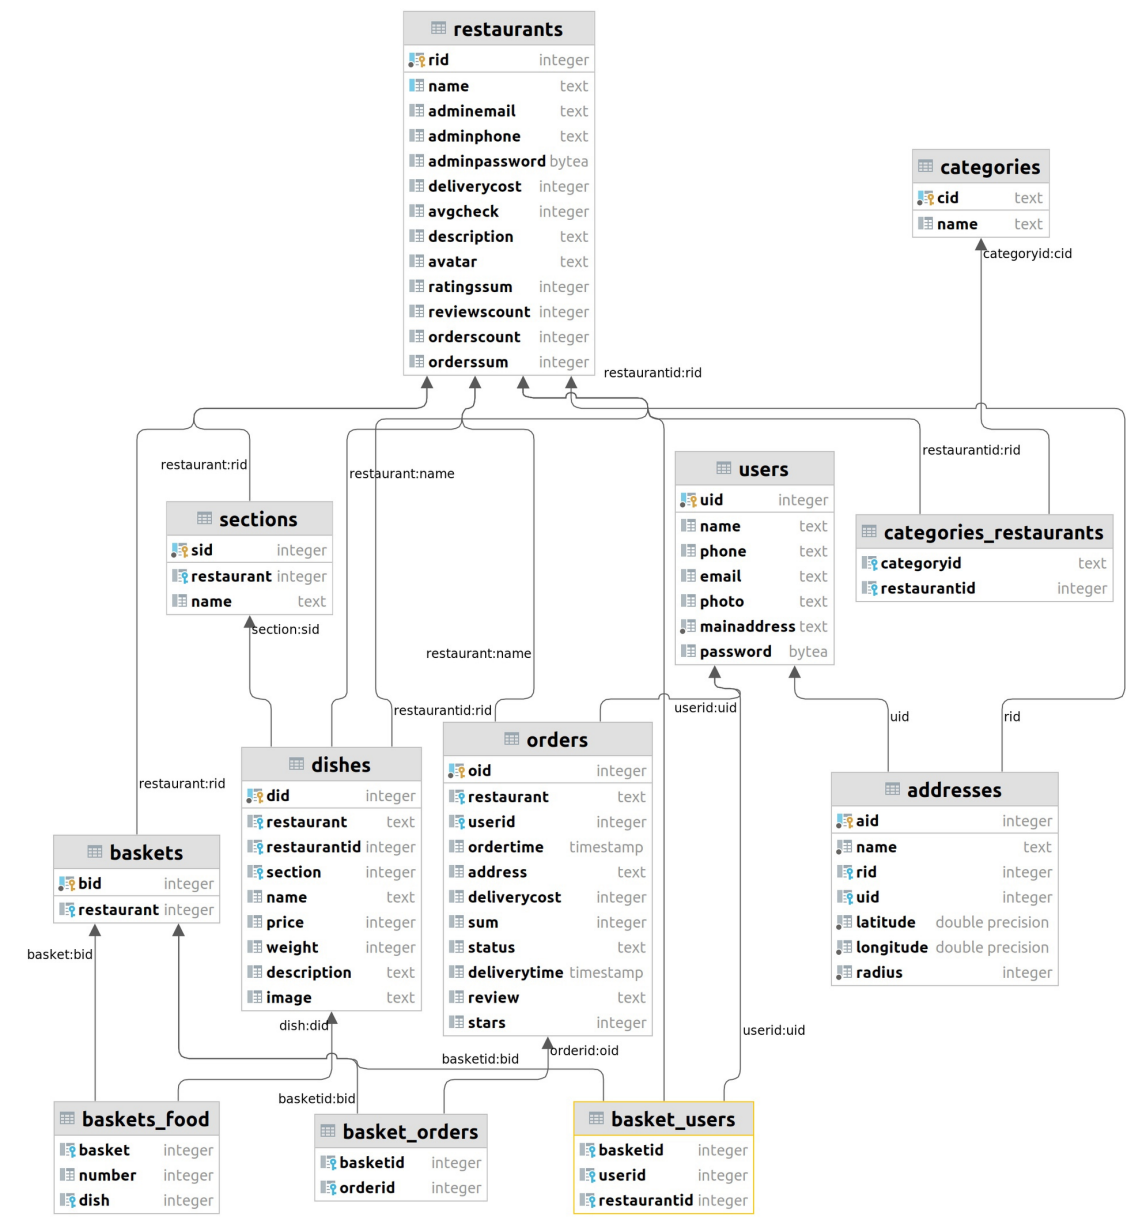 restaurants
rid integer
name text
adminemail text
adminphone text
adminpassword bytea
deliverycost integer
avgcheck integer
description text
avatar text
ratingssum integer
reviewscount integer
orderscount integer
orderssum integer
categories
cid text
name text
categoryid:cid
restaurantid:rid
restaurant:rid
restaurant:name
restaurantid:rid
users
uid integer
name text
phone text
email text
photo text
mainaddress text
password bytea
sections
sid integer
restaurant integer
name text
categories_restaurants
categoryid text
restaurantid integer
section:sid
restaurant:name
restaurantid:rid
userid:uid
uid
rid
orders
oid integer
restaurant text
userid integer
ordertime timestamp
address text
deliverycost integer
sum integer
status text
deliverytime timestamp
review text
stars integer
dishes
did integer
restaurant text
restaurantid integer
section integer
name text
price integer
weight integer
description text
image text
addresses
aid integer
name text
rid integer
uid integer
latitude double precision
longitude double precision
radius integer
restaurant:rid
baskets
bid integer
restaurant integer
basket:bid
dish:did
userid:uid
orderid:oid
basketid:bid
basketid:bid
baskets_food
basket integer
number integer
dish integer
basket_orders
basketid integer
orderid integer
basket_users
basketid integer
userid integer
restaurantid integer